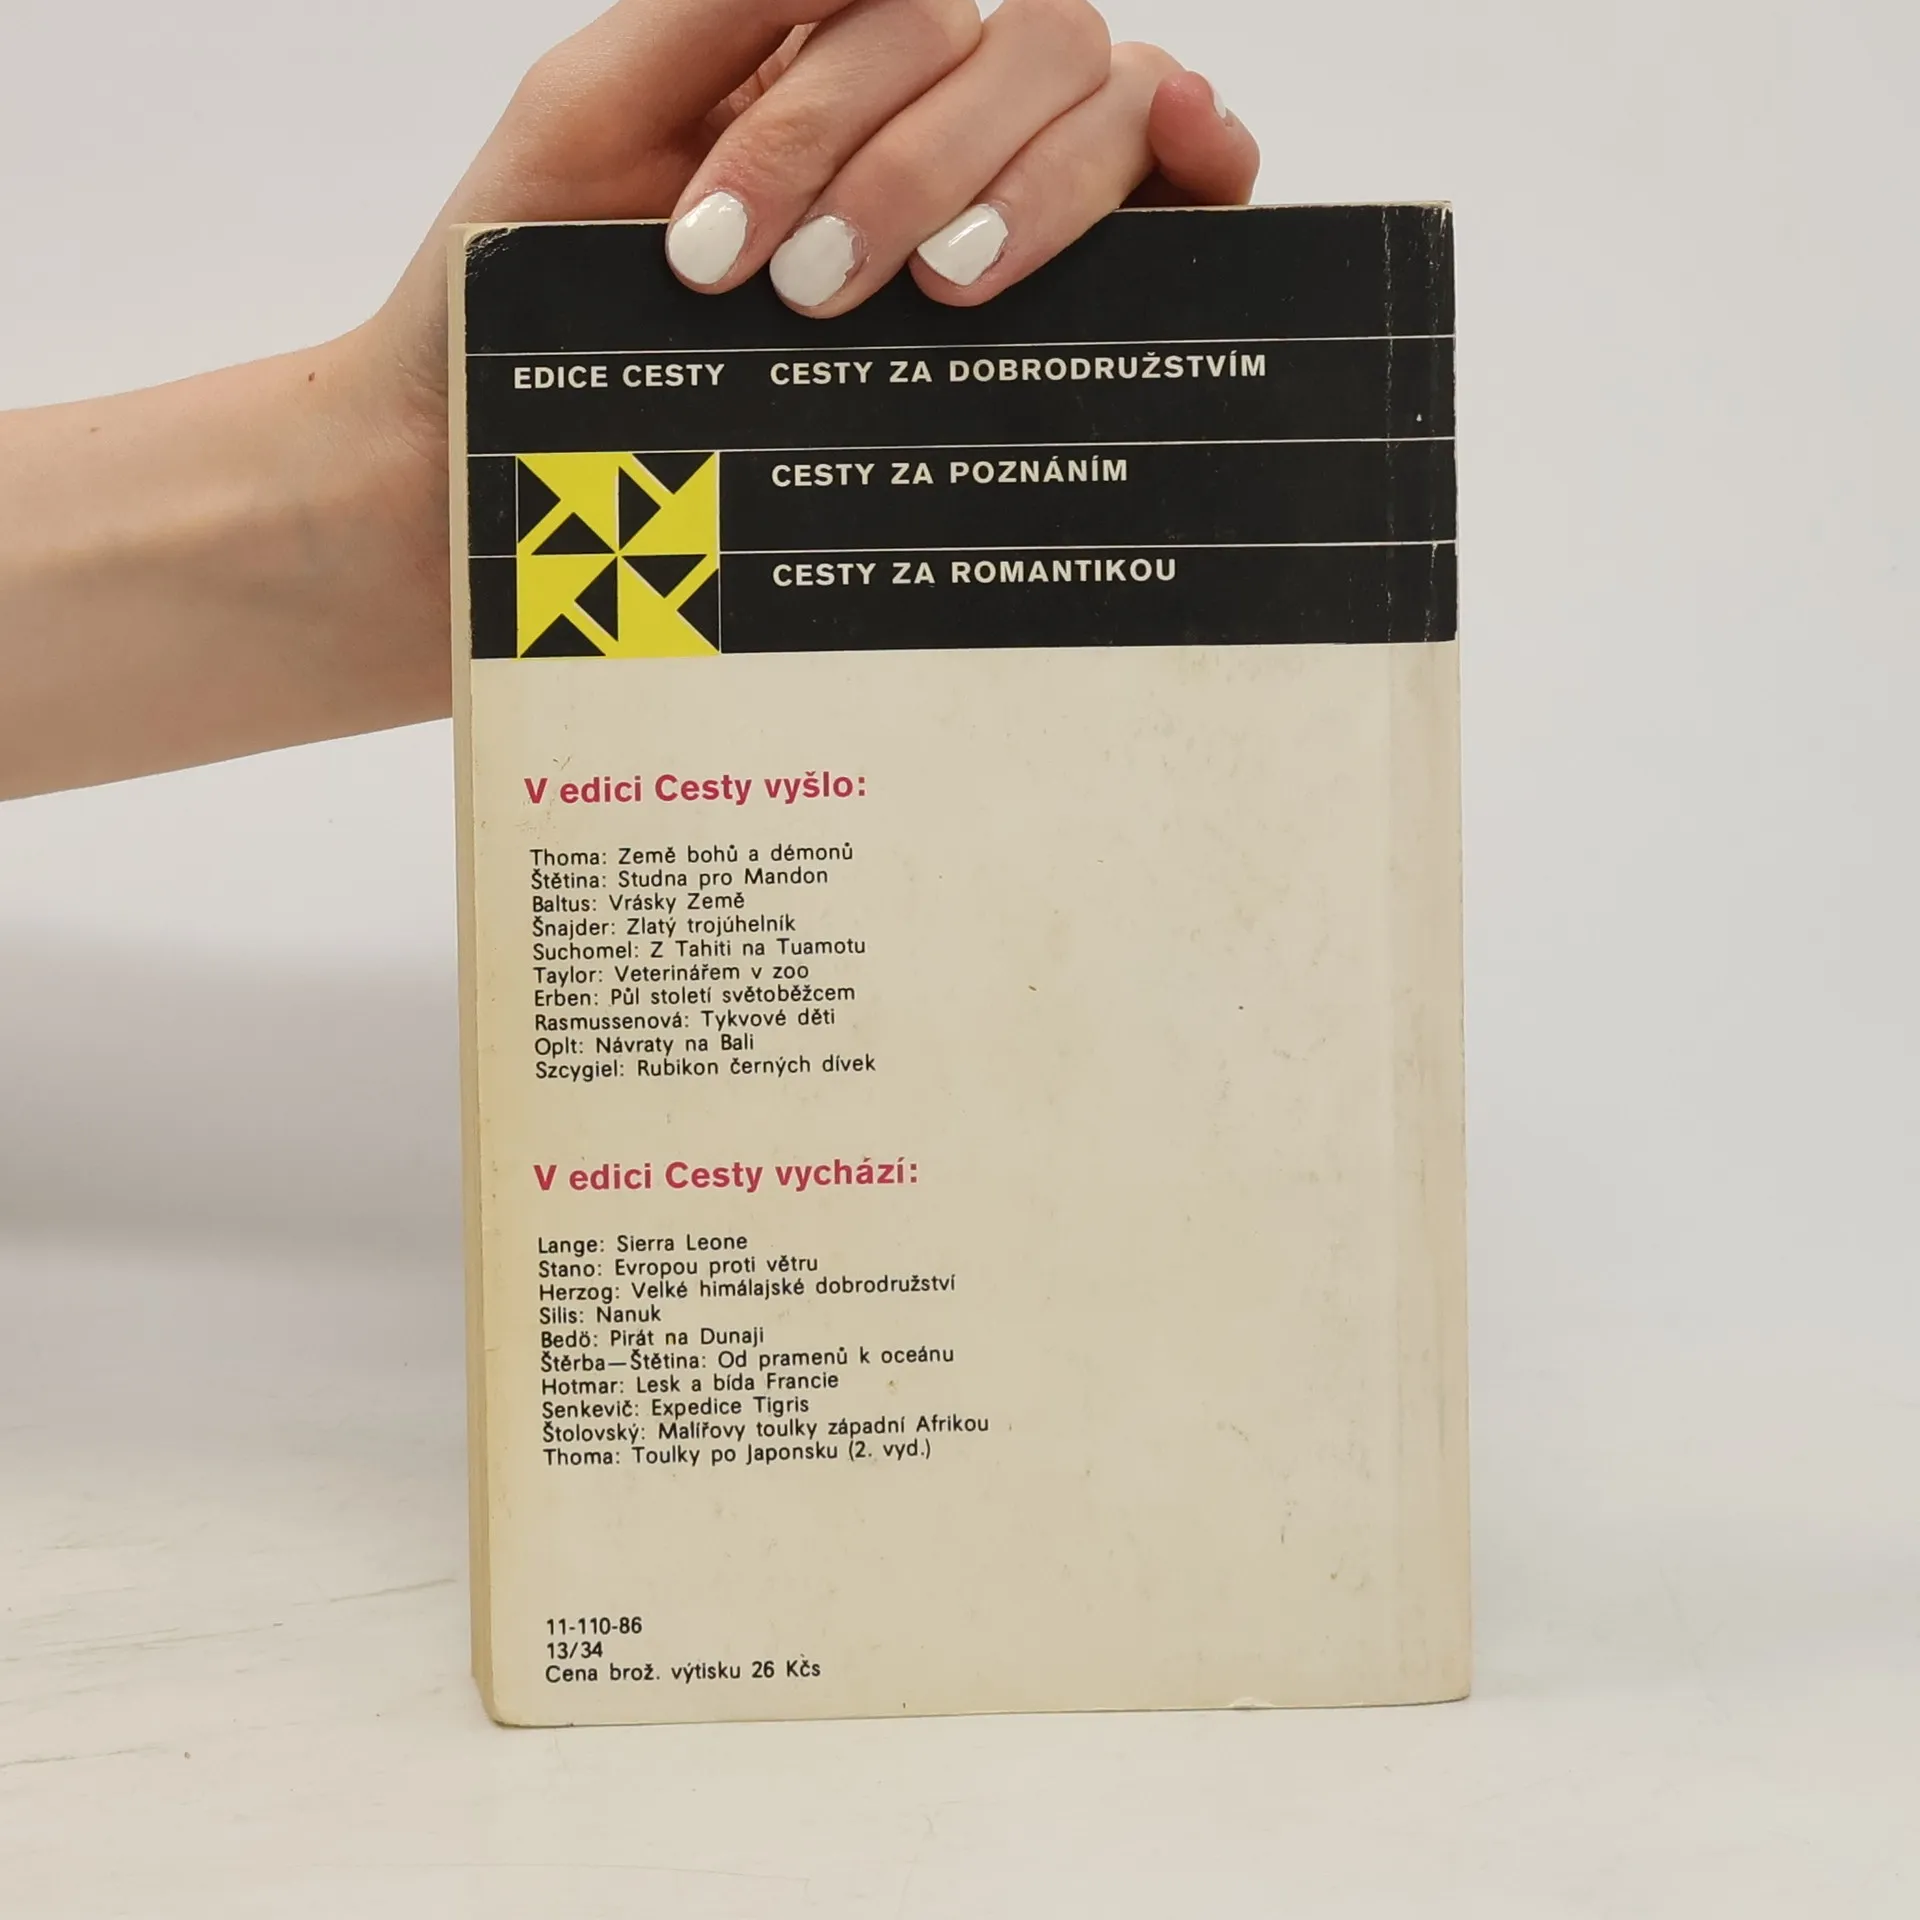 EDICE CESTY CESTY ZA DOBRODRUŽSTVÍM
CESTY ZA POZNÁNÍM
CESTY ZA ROMANTIKOU
V edici Cesty vyšlo:
Thoma: Země bohů a démonů
Štětina: Studna pro Mandon
Baltus: Vrásky Země
Šnajder: Zlatý trojúhelník
Suchomel: Z Tahiti na Tuamotu
Taylor: Veterinářem v zoo
Erben: Půl století světoběžcem
Rasmussenová: Tykvové děti
Oplt: Návraty na Bali
Szcygiel: Rubikon černých dívek
V edici Cesty vychází:
Lange: Sierra Leone
Stano: Evropou proti větru
Herzog: Velké himálajské dobrodružství
Silis: Nanuk
Bedö: Pirát na Dunaji
Štěrba—Štětina: Od pramenů k oceánu
Hotmar: Lesk a bída Francie
Senkevič: Expedice Tigris
Štolovský: Malířovy toulky západní Afrikou
Thoma: Toulky po Japonsku (2. vyd.)
11-110-86
13/34
Cena brož. výtisku 26 Kčs